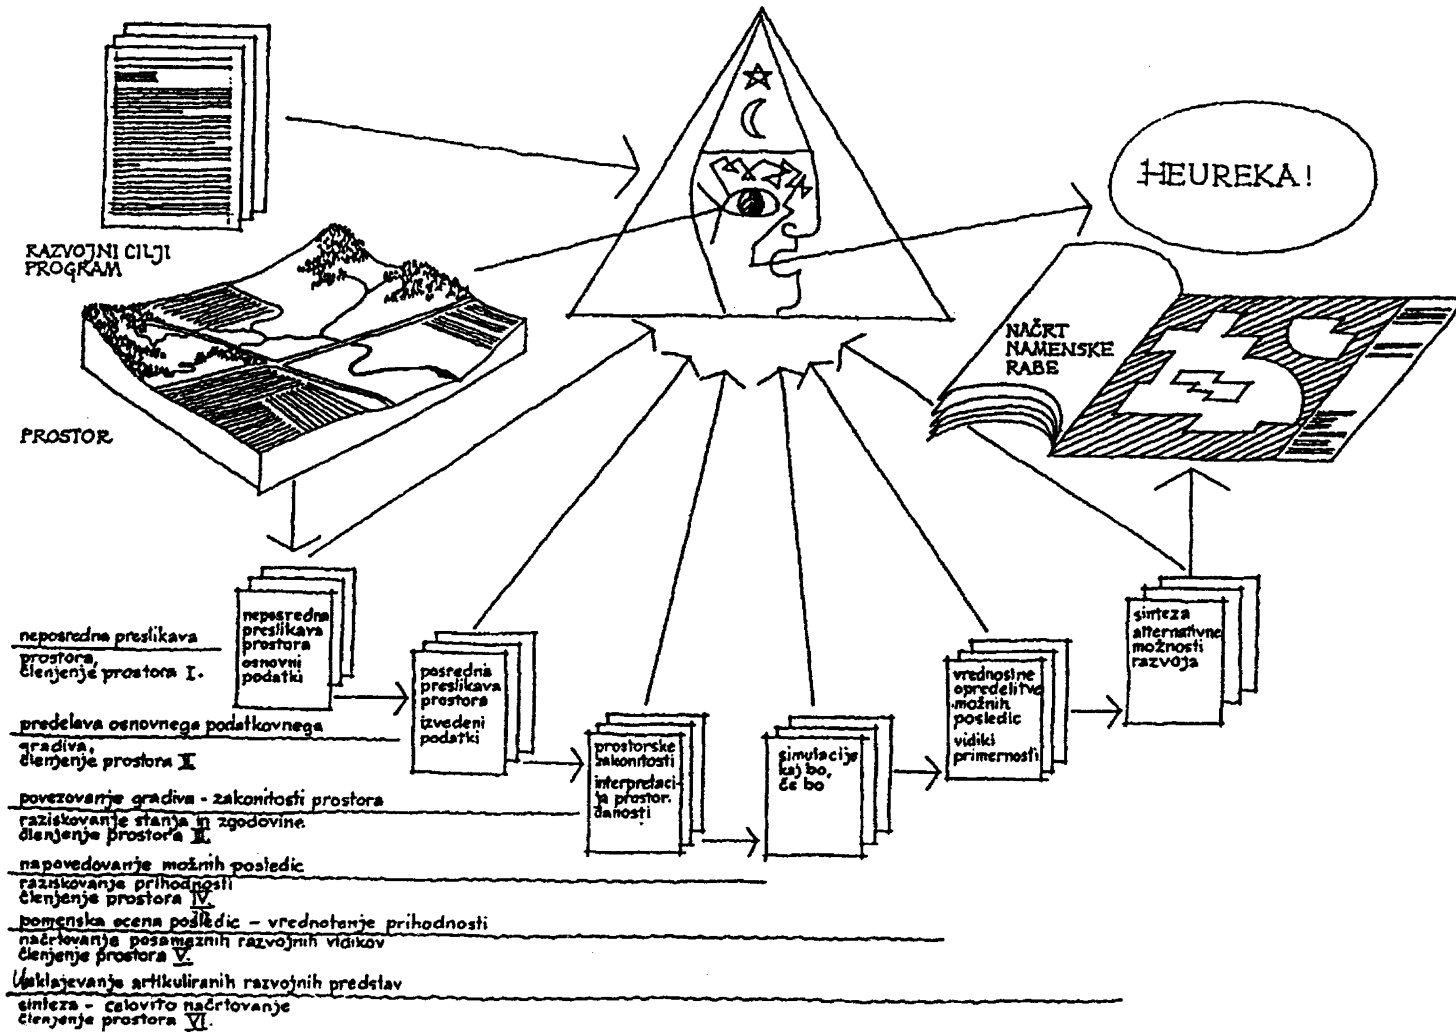 HEUREKA!
RAZVOJNI CILJI
PROGRAM
NAČRT
NAMENSKE
RABE
PROSTOR
neposredna
preslikava
prostora
osnovni
podatki
posredna
preslikava
prostora
izvedeni
podatki
prostorske
zakonitosti
interpretaci-
ja prostor.
danosti
simulacije
kaj bo,
če bo
vrednostne
opredelitve
možnih
posledic
vidiki
primernosti
sinteza
alternativne
možnosti
razvoja
neposredna preslikava
prostora,
členjenje prostora I.
predelava osnovnega podatkovnega
gradiva,
členjenje prostora II
povezovanje gradiva - zakonitosti prostora
raziskovanje stanja in zgodovine
členjenje prostora III.
napovedovanje možnih posledic
raziskovanje prihodnosti
členjenje prostora IV.
pomenska ocena posledic - vrednotenje prihodnosti
načrtovanje posameznih razvojnih vidikov
členjenje prostora V.
Usklajevanje artikuliranih razvojnih predstav
sinteza - celovito načrtovanje
členjenje prostora VI.